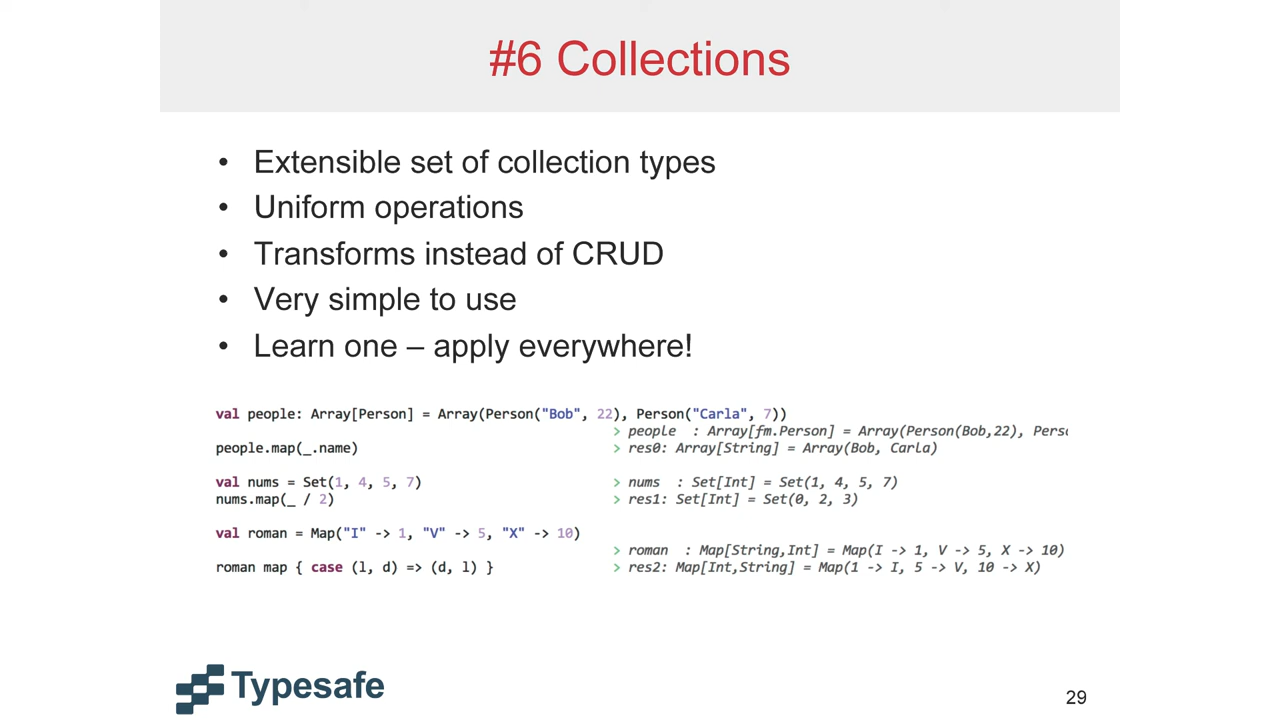 #6 Collections
• Extensible set of collection types
• Uniform operations
• Transforms instead of CRUD
• Very simple to use
• Learn one – apply everywhere!
val people: Array[Person] = Array(Person("Bob", 22), Person("Carla", 7))
> people : Array[fm.Person] = Array(Person(Bob,22), Perso
people.map(_.name) > res0: Array[String] = Array(Bob, Carla)
val nums = Set(1, 4, 5, 7) > nums : Set[Int] = Set(1, 4, 5, 7)
nums.map(_ / 2) > res1: Set[Int] = Set(0, 2, 3)
val roman = Map("I" -> 1, "V" -> 5, "X" -> 10)
> roman : Map[String,Int] = Map(I -> 1, V -> 5, X -> 10)
roman map { case (l, d) => (d, l) } > res2: Map[Int,String] = Map(1 -> I, 5 -> V, 10 -> X)
Typesafe
29